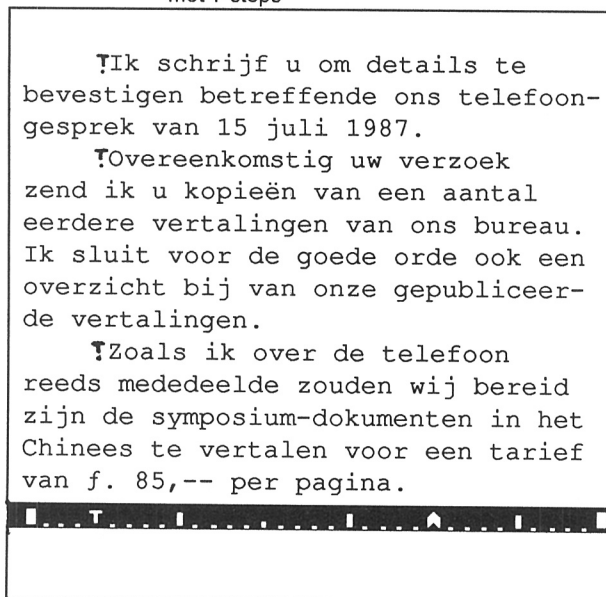 Ik schrijf u om details te
bevestigen betreffende ons telefoon-
gesprek van 15 juli 1987.
Overeenkomstig uw verzoek
zend ik u kopieën van een aantal
eerdere vertalingen van ons bureau.
Ik sluit voor de goede orde ook een
overzicht bij van onze gepubliceer-
de vertalingen.
Zoals ik over de telefoon
reeds mededeelde zouden wij bereid
zijn de symposium-dokumenten in het
Chinees te vertalen voor een tarief
van f. 85,-- per pagina.